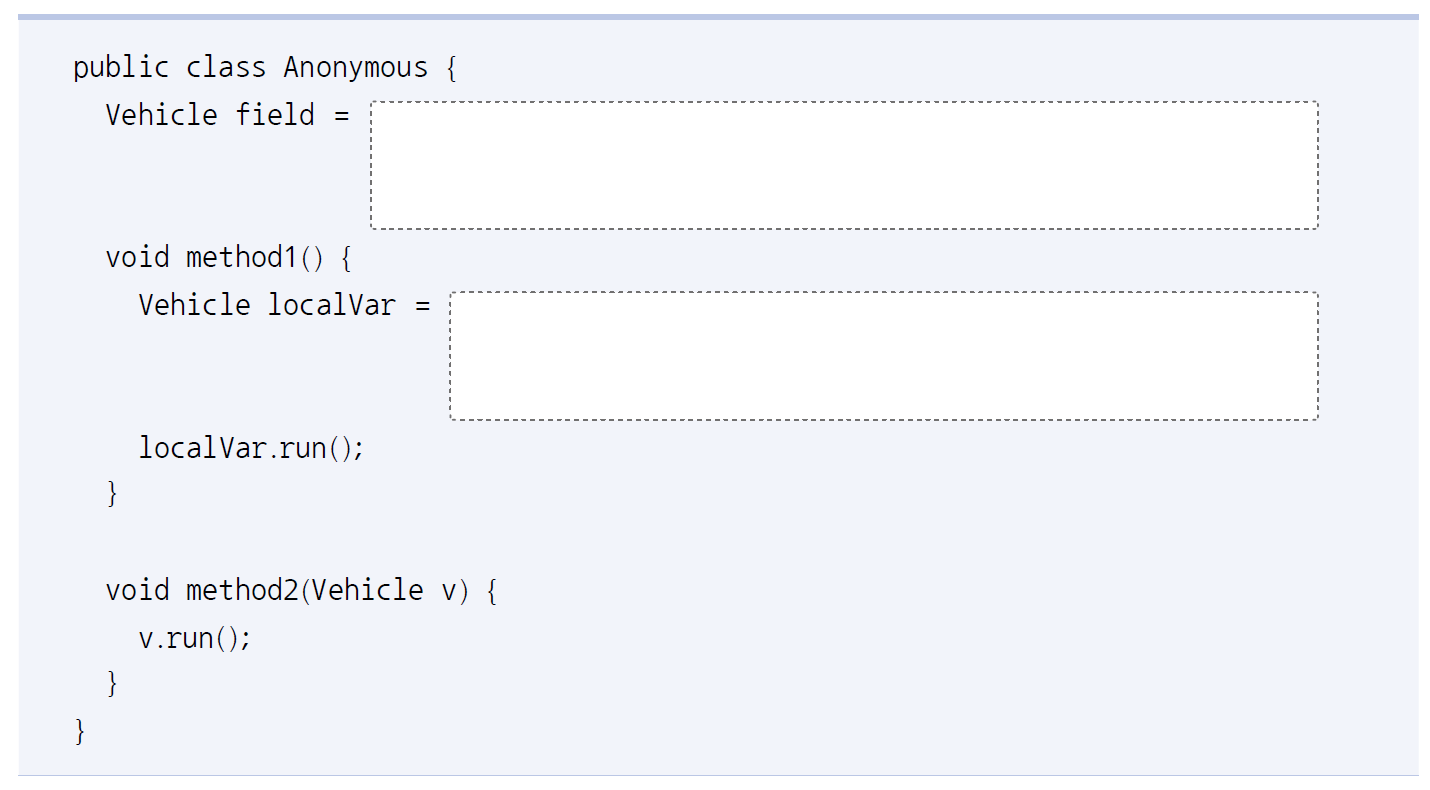 public class Anonymous {
Vehicle field =
void method1() {
Vehicle localVar =
localVar.run();
}
void method2(Vehicle v) {
v.run();
}
}